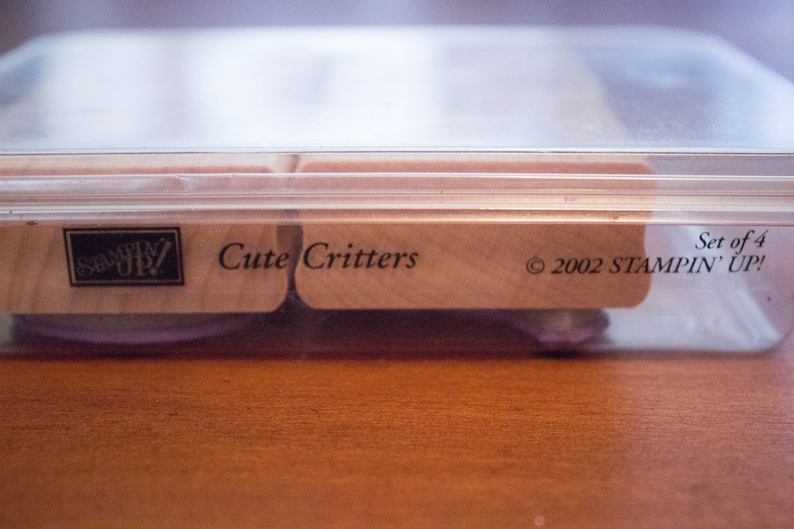 STAMPIN' UP!
Cute Critters
Set of 4
© 2002 STAMPIN' UP!